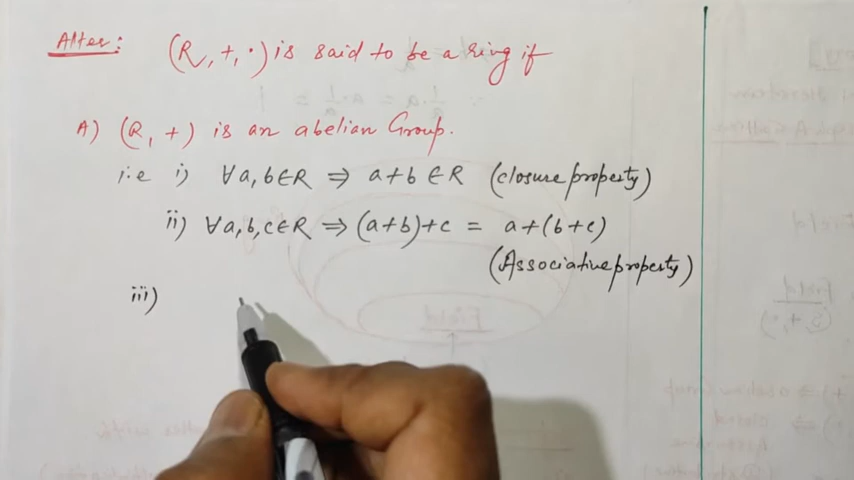 Alter: (R, +, ·) is said to be a ring if
A) (R, +) is an abelian Group.
i.e i) ∀a,b∈R ⇒ a+b ∈ R (closure property)
ii) ∀a,b,c∈R ⇒ (a+b)+c = a+(b+c)
(Associative property)
iii)